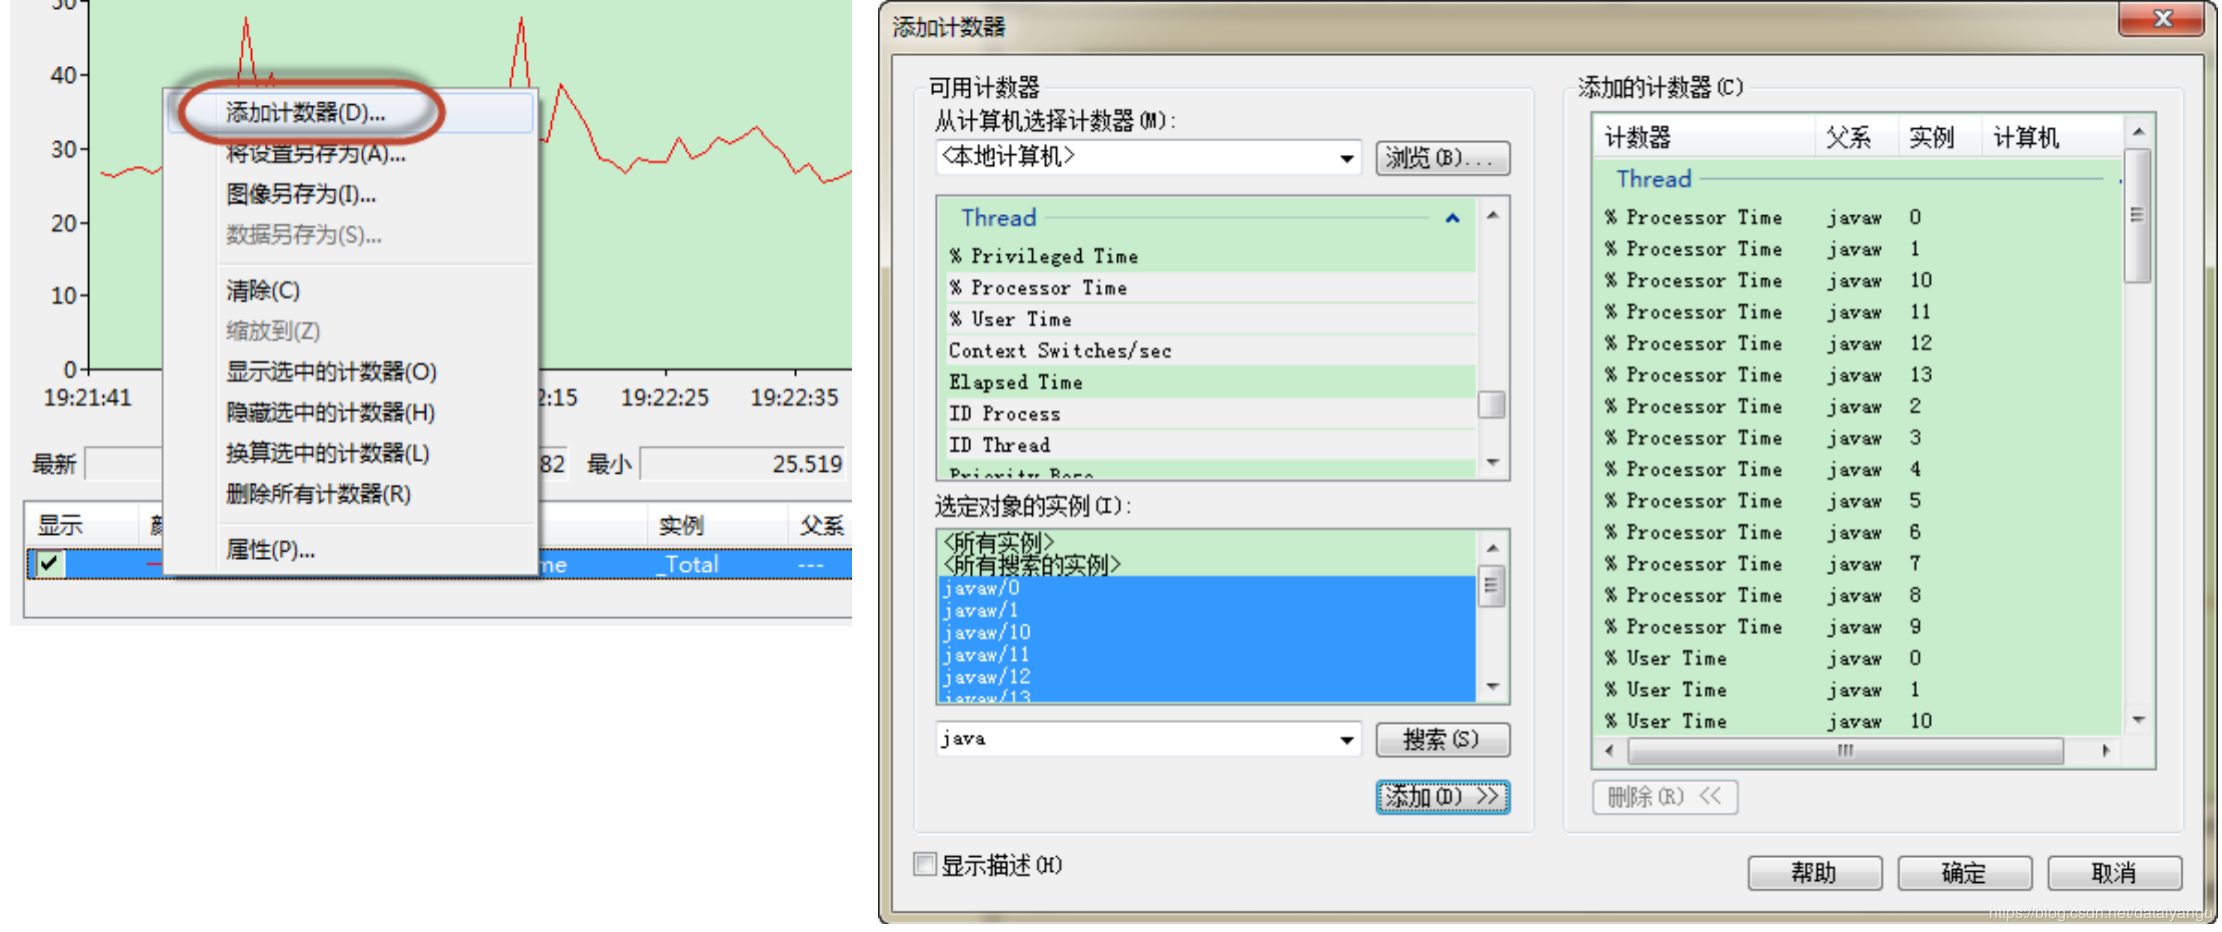 50
40
30
20
10
0
19:21:41
2:15
19:22:25
19:22:35
添加计数器(D)...
将设置另存为(A)...
图像另存为(I)...
数据另存为(S)...
清除(C)
缩放到(Z)
显示选中的计数器(O)
隐藏选中的计数器(H)
换算选中的计数器(L)
删除所有计数器(R)
属性(P)...
最新
82
最小
25.519
显示
实例
父系
me
_Total
---
添加计数器
可用计数器
从计算机选择计数器(M):
<本地计算机>
浏览(B)...
Thread
% Privileged Time
% Processor Time
% User Time
Context Switches/sec
Elapsed Time
ID Process
ID Thread
Priority Base
选定对象的实例(I):
<所有实例>
<所有搜索的实例>
javaw/0
javaw/1
javaw/10
javaw/11
javaw/12
javaw/13
java
搜索(S)
添加(D) >>
显示描述(H)
添加的计数器(C)
计数器 父系 实例 计算机
Thread
% Processor Time javaw 0
% Processor Time javaw 1
% Processor Time javaw 10
% Processor Time javaw 11
% Processor Time javaw 12
% Processor Time javaw 13
% Processor Time javaw 2
% Processor Time javaw 3
% Processor Time javaw 4
% Processor Time javaw 5
% Processor Time javaw 6
% Processor Time javaw 7
% Processor Time javaw 8
% Processor Time javaw 9
% User Time javaw 0
% User Time javaw 1
% User Time javaw 10
删除(R) <<
帮助
确定
取消
https://blog.csdn.net/dataiyangu